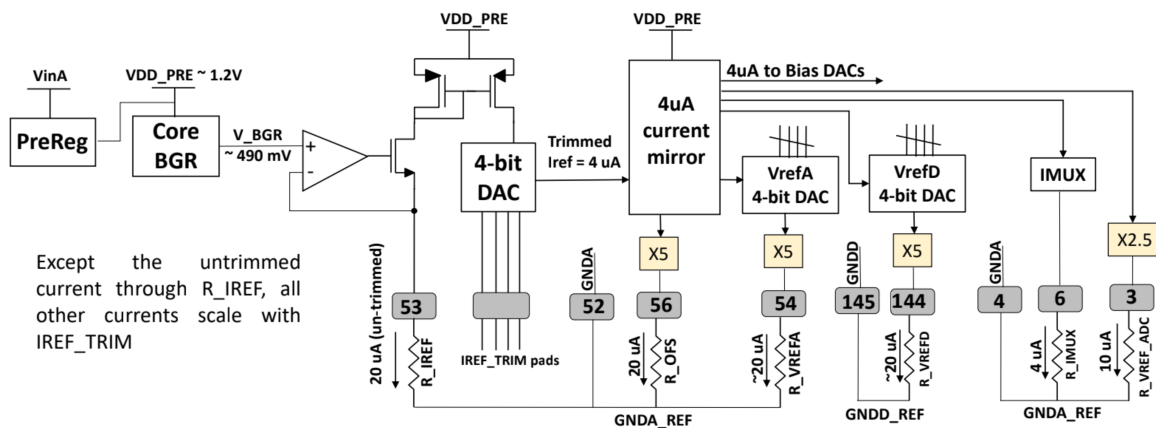 VDD_PRE
VDD_PRE
VinA
VDD_PRE ~ 1.2V
PreReg
Core
BGR
V_BGR
~ 490 mV
+
-
4-bit
DAC
Trimmed
Iref = 4 uA
4uA
current
mirror
4uA to Bias DACs
VrefA
4-bit DAC
VrefD
4-bit DAC
IMUX
X5
X5
X5
X2.5
Except the untrimmed
current through R_IREF, all
other currents scale with
IREF_TRIM
20 uA (un-trimmed)
53
R_IREF
IREF_TRIM pads
GNDA
52
56
20 uA
R_OFS
54
~20 uA
R_VREFA
GNDA_REF
GNDD
145
144
~20 uA
R_VREFD
GNDD_REF
GNDA
4
6
4 uA
R_IMUX
3
10 uA
R_VREF_ADC
GNDA_REF